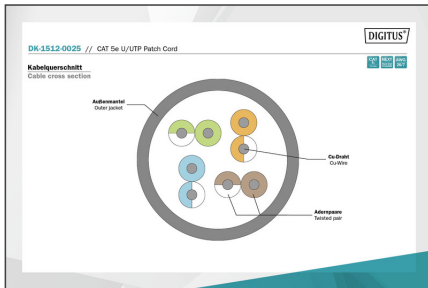 DIGITUS®
DK-1512-0025 // CAT 5e U/UTP Patch Cord
Kabelquerschnitt
Cable cross section
Außenmantel
Outer jacket
Cu-Draht
Cu-Wire
Adernpaare
Twisted pair